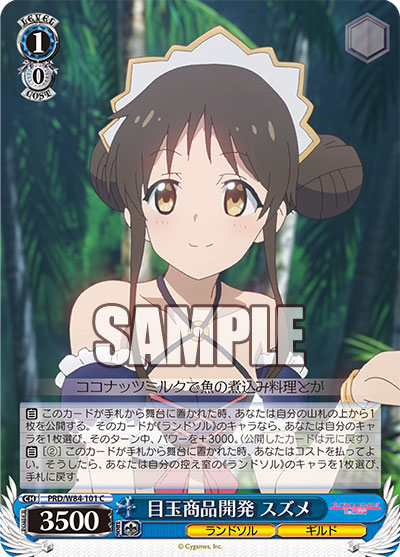 LEVEL
1
0
COST
SAMPLE
ココナッツミルクで魚の煮込み料理とか
自 このカードが手札から舞台に置かれた時、あなたは自分の山札の上から1
枚を公開する。そのカードが《ランドソル》のキャラなら、あなたは自分のキャ
ラを1枚選び、そのターン中、パワーを+3000。(公開したカードは元に戻す)
自 [②] このカードが手札から舞台に置かれた時、あなたはコストを払ってよ
い。そうしたら、あなたは自分の控え室の《ランドソル》のキャラを1枚選び、
手札に戻す。
CH PRD/W84-101 C
3500
目玉商品開発 スズメ
ランドソル
ギルド
© Cygames, Inc.